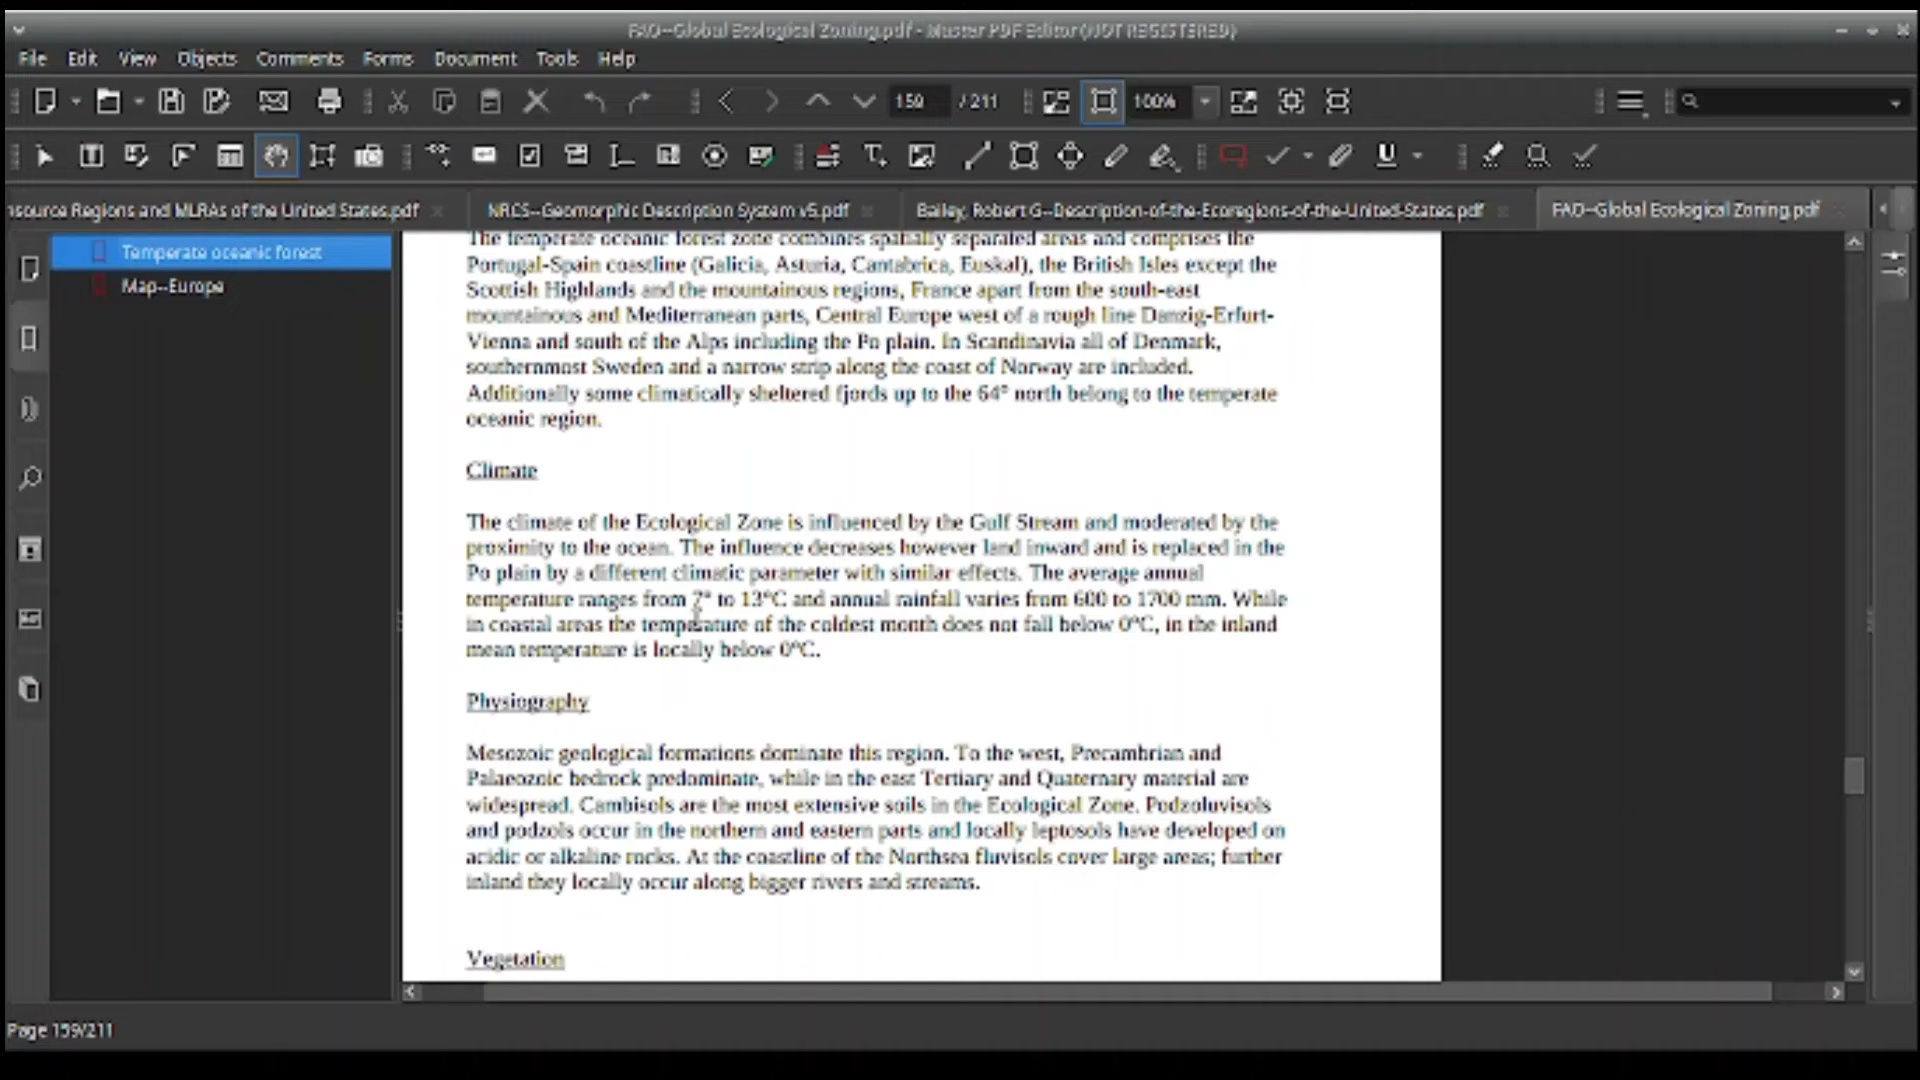 FAO--Global Ecological Zoning.pdf - Master PDF Editor (NOT REGISTERED)
File Edit View Objects Comments Forms Document Tools Help
159 / 211 100%
source Regions and MLRAs of the United States.pdf NRCS--Geomorphic Description System v5.pdf Bailey, Robert G--Description-of-the-Ecoregions-of-the-United-States.pdf FAO--Global Ecological Zoning.pdf
Temperate oceanic forest
Map--Europe
The temperate oceanic forest zone combines spatially separated areas and comprises the
Portugal-Spain coastline (Galicia, Asturia, Cantabrica, Euskal), the British Isles except the
Scottish Highlands and the mountainous regions, France apart from the south-east
mountainous and Mediterranean parts, Central Europe west of a rough line Danzig-Erfurt-
Vienna and south of the Alps including the Po plain. In Scandinavia all of Denmark,
southernmost Sweden and a narrow strip along the coast of Norway are included.
Additionally some climatically sheltered fjords up to the 64° north belong to the temperate
oceanic region.
Climate
The climate of the Ecological Zone is influenced by the Gulf Stream and moderated by the
proximity to the ocean. The influence decreases however land inward and is replaced in the
Po plain by a different climatic parameter with similar effects. The average annual
temperature ranges from 7° to 13°C and annual rainfall varies from 600 to 1700 mm. While
in coastal areas the temperature of the coldest month does not fall below 0°C, in the inland
mean temperature is locally below 0°C.
Physiography
Mesozoic geological formations dominate this region. To the west, Precambrian and
Palaeozoic bedrock predominate, while in the east Tertiary and Quaternary material are
widespread. Cambisols are the most extensive soils in the Ecological Zone. Podzoluvisols
and podzols occur in the northern and eastern parts and locally leptosols have developed on
acidic or alkaline rocks. At the coastline of the Northsea fluvisols cover large areas; further
inland they locally occur along bigger rivers and streams.
Vegetation
Page 159/211